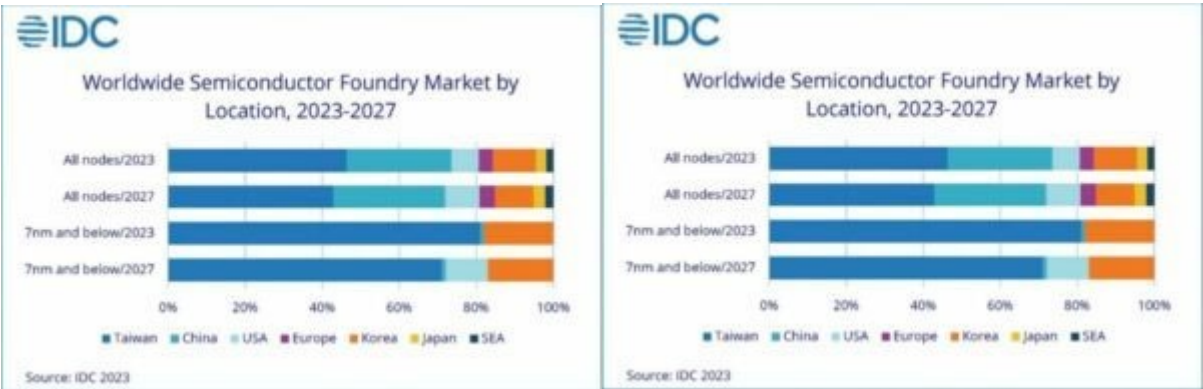 IDC
Worldwide Semiconductor Foundry Market by
Location, 2023-2027
All nodes/2023
All nodes/2027
7nm and below/2023
7nm and below/2027
0% 20% 40% 60% 80% 100%
Taiwan China USA Europe Korea Japan SEA
Source: IDC 2023
IDC
Worldwide Semiconductor Foundry Market by
Location, 2023-2027
All nodes/2023
All nodes/2027
7nm and below/2023
7nm and below/2027
0% 20% 40% 60% 80% 100%
Taiwan China USA Europe Korea Japan SEA
Source: IDC 2023